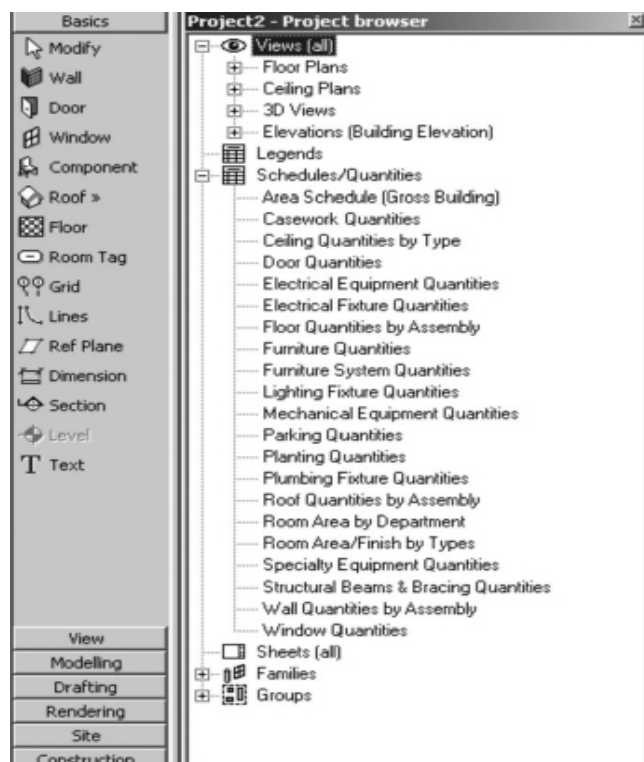 Basics
Modify
Wall
Door
Window
Component
Roof »
Floor
Room Tag
Grid
Lines
Ref Plane
Dimension
Section
Level
T Text
View
Modelling
Drafting
Rendering
Site
Construction
Project2 - Project browser
Views (all)
Floor Plans
Ceiling Plans
3D Views
Elevations (Building Elevation)
Legends
Schedules/Quantities
Area Schedule (Gross Building)
Casework Quantities
Ceiling Quantities by Type
Door Quantities
Electrical Equipment Quantities
Electrical Fixture Quantities
Floor Quantities by Assembly
Furniture Quantities
Furniture System Quantities
Lighting Fixture Quantities
Mechanical Equipment Quantities
Parking Quantities
Planting Quantities
Plumbing Fixture Quantities
Roof Quantities by Assembly
Room Area by Department
Room Area/Finish by Types
Specialty Equipment Quantities
Structural Beams & Bracing Quantities
Wall Quantities by Assembly
Window Quantities
Sheets (all)
Families
Groups